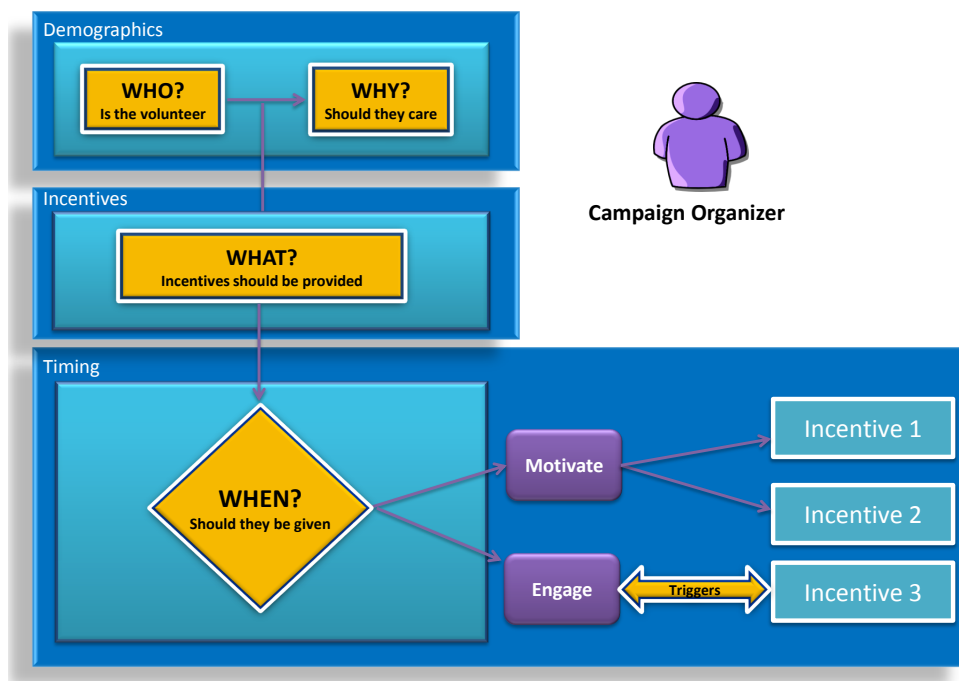 Demographics
WHO?
Is the volunteer
WHY?
Should they care
Campaign Organizer
Incentives
WHAT?
Incentives should be provided
Timing
WHEN?
Should they be given
Motivate
Engage
Triggers
Incentive 1
Incentive 2
Incentive 3